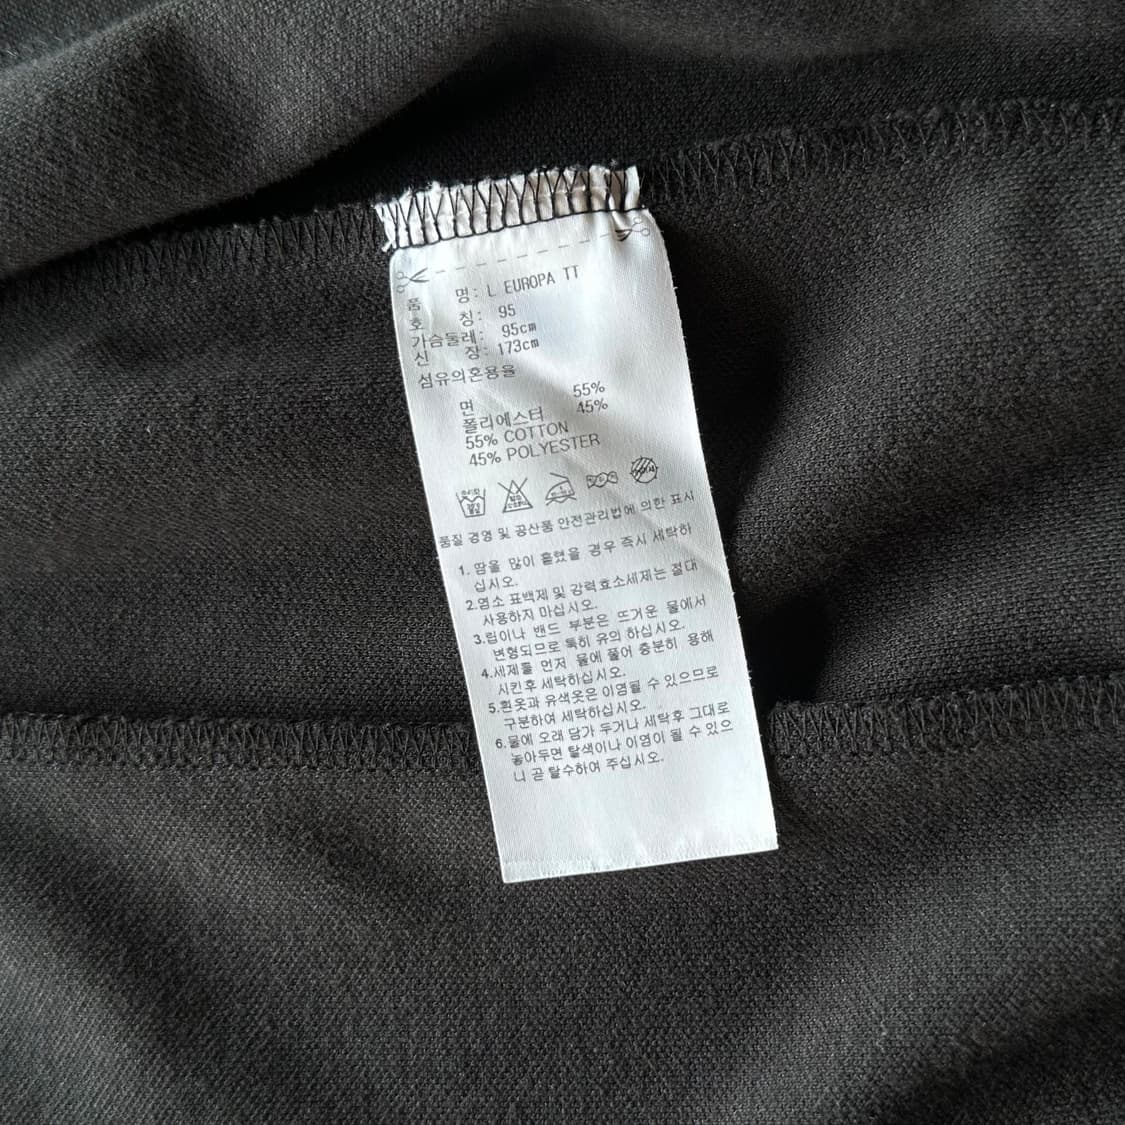 품 명: L EUROPA TT
호 칭: 95
가슴둘레: 95cm
신 장: 173cm
섬유의혼용율
면 55%
폴리에스터 45%
55% COTTON
45% POLYESTER
품질 경영 및 공산품 안전관리법에 의한 표시
1. 땀을 많이 흘렸을 경우 즉시 세탁하
십시오.
2.염소 표백제 및 강력효소세제는 절대
사용하지 마십시오.
3.립이나 밴드 부분은 뜨거운 물에서
변형되므로 특히 유의 하십시오.
4.세제를 먼저 물에 풀어 충분히 용해
시킨후 세탁하십시오.
5.흰옷과 유색옷은 이염될 수 있으므로
구분하여 세탁하십시오.
6.물에 오래 담가 두거나 세탁후 그대로
놓아두면 탈색이나 이염이 될 수 있으
니 곧 탈수하여 주십시오.